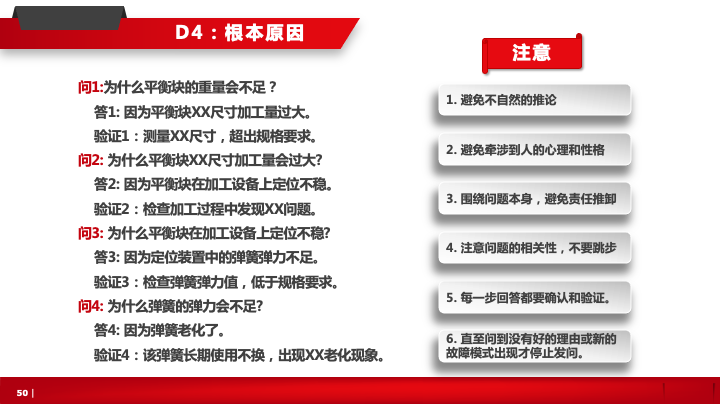 D4：根本原因
注意
问1:为什么平衡块的重量会不足？
答1: 因为平衡块XX尺寸加工量过大。
验证1：测量XX尺寸，超出规格要求。
问2: 为什么平衡块XX尺寸加工量会过大?
答2: 因为平衡块在加工设备上定位不稳。
验证2：检查加工过程中发现XX问题。
问3: 为什么平衡块在加工设备上定位不稳?
答3: 因为定位装置中的弹簧弹力不足。
验证3：检查弹簧弹力值，低于规格要求。
问4: 为什么弹簧的弹力会不足?
答4: 因为弹簧老化了。
验证4：该弹簧长期使用不换，出现XX老化现象。
1. 避免不自然的推论
2. 避免牵涉到人的心理和性格
3. 围绕问题本身，避免责任推卸
4. 注意问题的相关性，不要跳步
5. 每一步回答都要确认和验证。
6. 直至问到没有好的理由或新的
故障模式出现才停止发问。
50 |